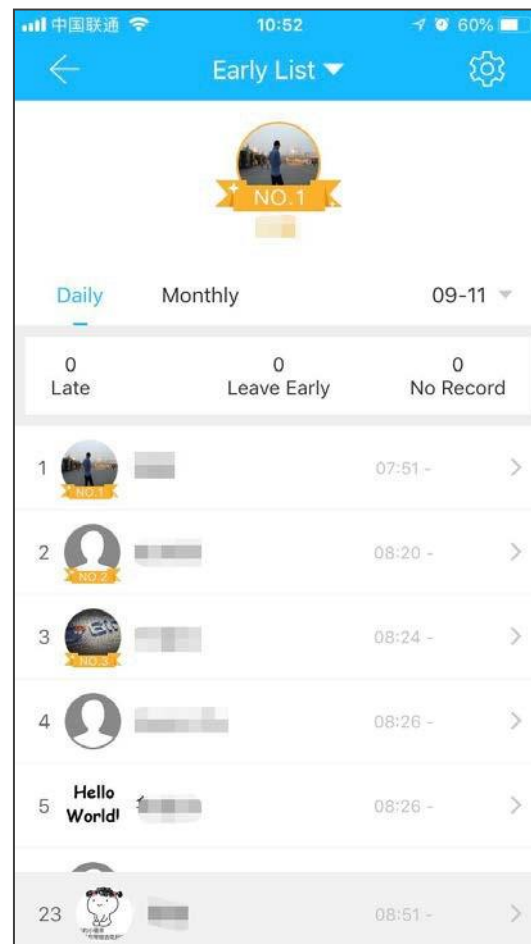 中国联通 10:52 60%
Early List
NO.1
Daily Monthly 09-11
0 0 0
Late Leave Early No Record
1 NO.1 07:51 -
2 NO.2 08:20 -
3 NO.3 08:24 -
4 08:26 -
Hello
5 08:26 -
World!
23 08:51 -